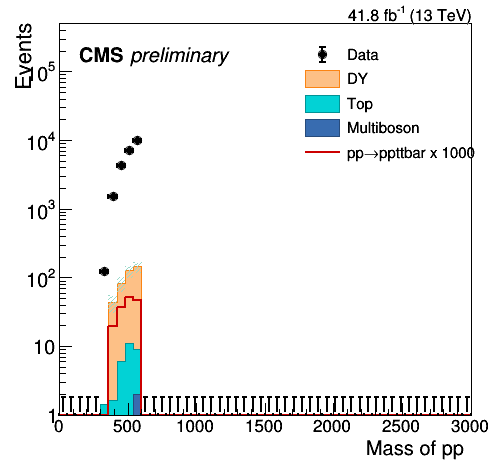 41.8 fb⁻¹ (13 TeV)
Events
CMS preliminary
Data
DY
Top
Multiboson
pp→ppttbar x 1000
10⁵
10⁴
10³
10²
10
1
0 500 1000 1500 2000 2500 3000
Mass of pp